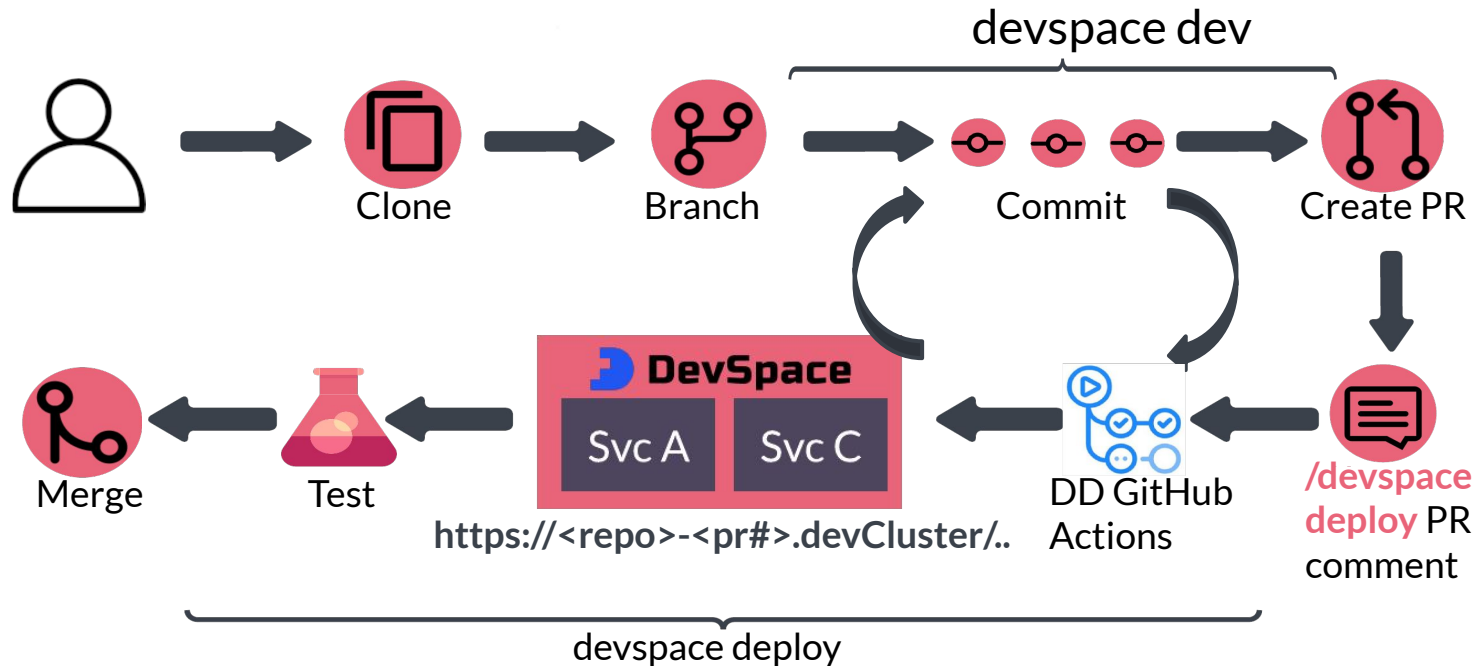 devspace dev
Clone
Branch
Commit
Create PR
DevSpace
Svc A
Svc C
Merge
Test
https://<repo>-<pr#>.devCluster/..
DD GitHub
Actions
/devspace
deploy PR
comment
devspace deploy